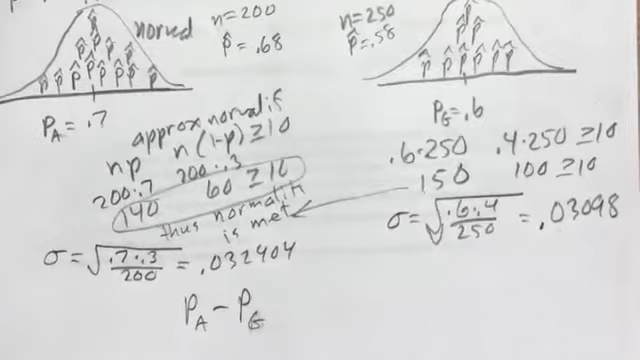 n=200
p̂ = .68
normal
p̂
p̂ p̂ p̂
p̂ p̂ p̂ p̂ p̂ p̂ p̂
P_A = .7
n=250
p̂ = .58
p̂
p̂ p̂
p̂ p̂ p̂ p̂ p̂
P_G = .6
approx normal if
np n(1-p) ≥ 10
200·.7 200·.3
140 60 ≥ 10
thus normality
is met
σ = √(.7·.3/200) = .032404
.6·250 .4·250 ≥ 10
150 100 ≥ 10
σ = √(.6·.4/250) = .03098
P_A − P_G